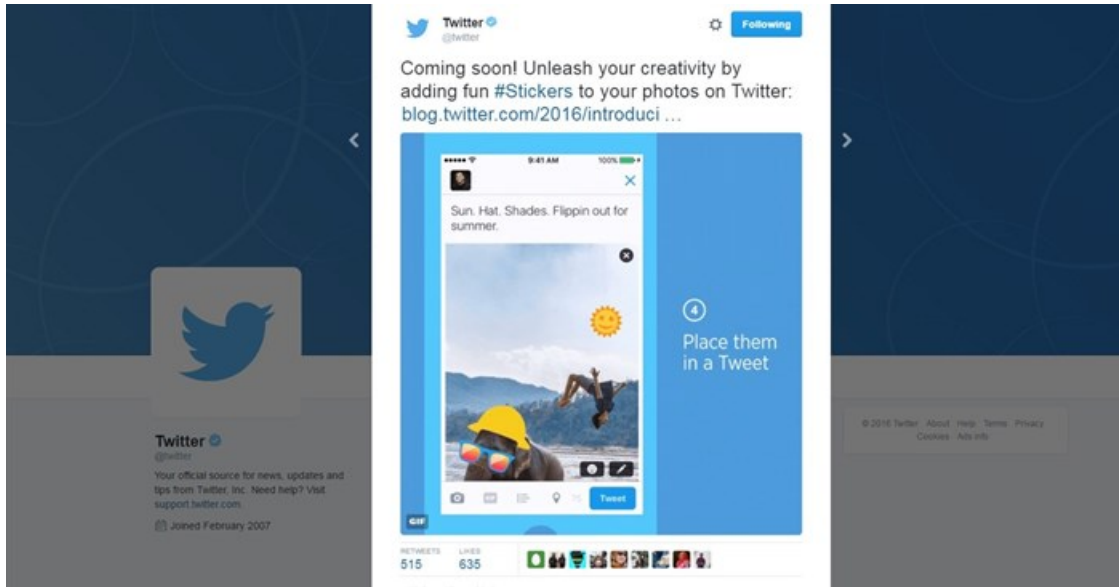 Twitter
@twitter
Following
Coming soon! Unleash your creativity by
adding fun #Stickers to your photos on Twitter:
blog.twitter.com/2016/introduci ...
9:41 AM
100%
Sun. Hat. Shades. Flippin out for
summer.
4
Place them
in a Tweet
GIF
75
Tweet
GIF
RETWEETS
LIKES
515
635
Twitter
@twitter
Your official source for news, updates and
tips from Twitter, Inc. Need help? Visit
support.twitter.com
Joined February 2007
© 2016 Twitter About Help Terms Privacy
Cookies Ads info